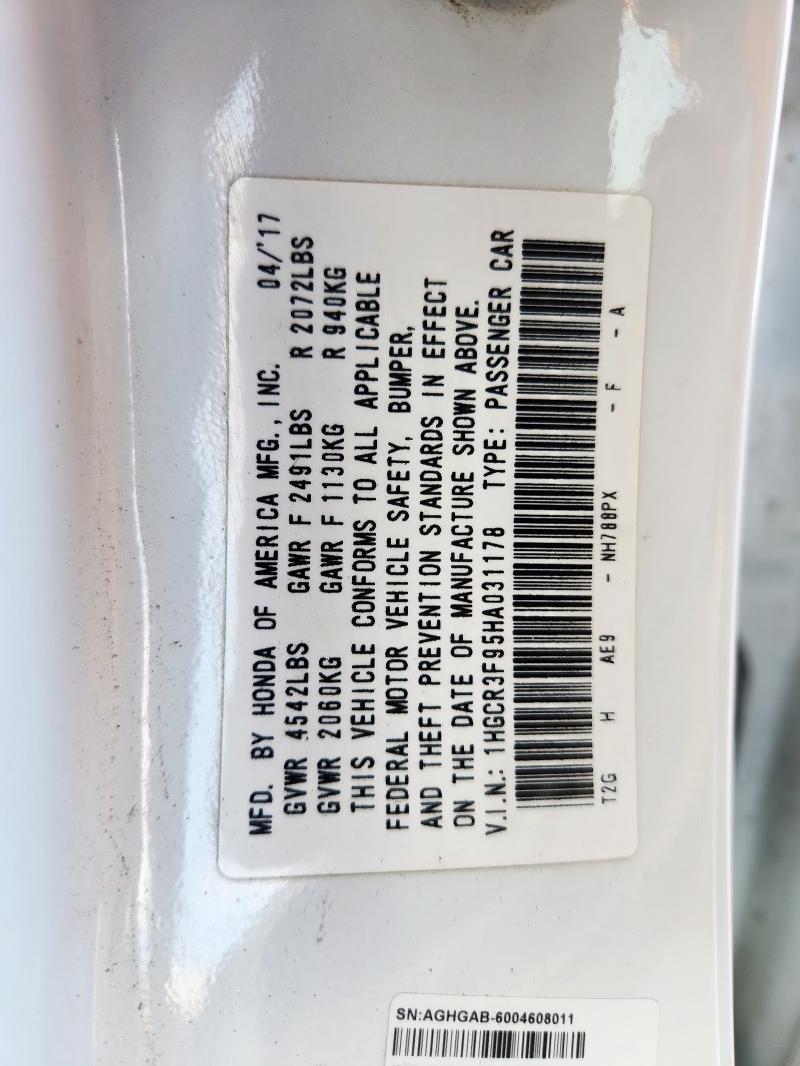 MFD. BY HONDA OF AMERICA MFG., INC. 04/'17
GVWR 4542LBS GAWR F 2491LBS R 2072LBS
GVWR 2060KG GAWR F 1130KG R 940KG
THIS VEHICLE CONFORMS TO ALL APPLICABLE
FEDERAL MOTOR VEHICLE SAFETY, BUMPER,
AND THEFT PREVENTION STANDARDS IN EFFECT
ON THE DATE OF MANUFACTURE SHOWN ABOVE.
V.I.N.: 1HGCR3F95HA031178 TYPE: PASSENGER CAR
T2G H AE9 - NH788PX - F - A
SN:AGHGAB-6004608011